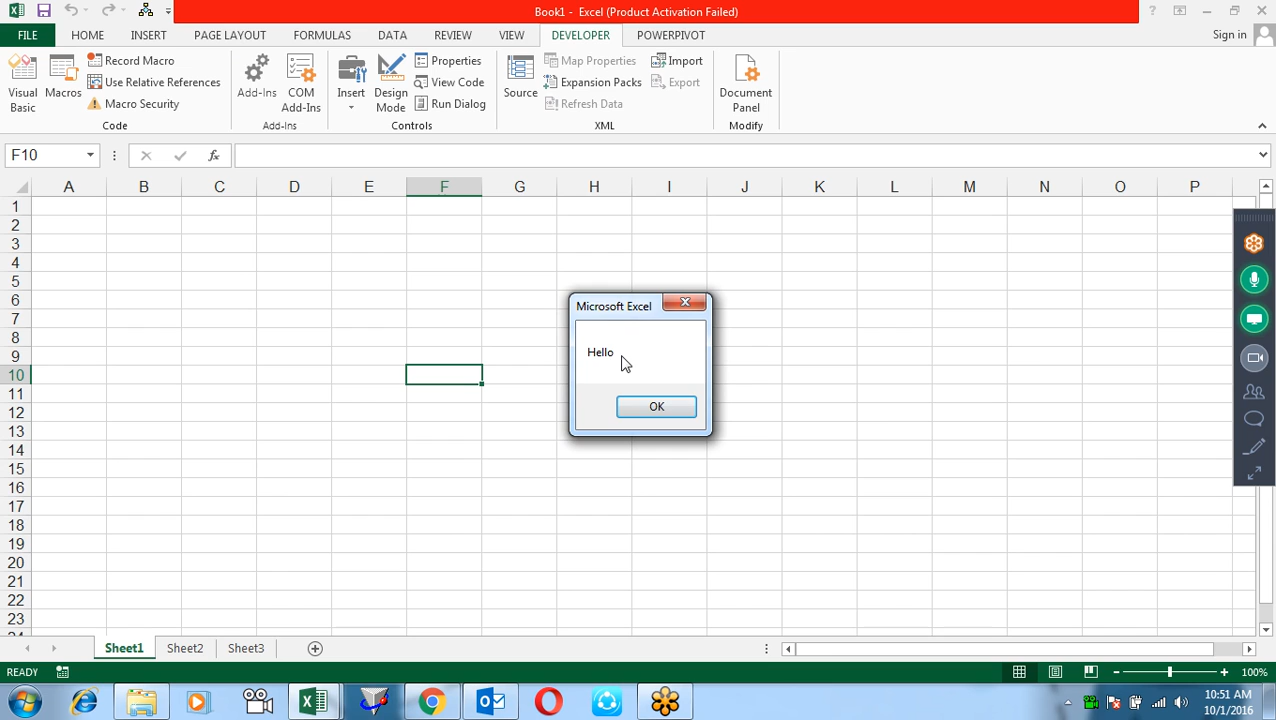 Book1 - Excel (Product Activation Failed)
FILE HOME INSERT PAGE LAYOUT FORMULAS DATA REVIEW VIEW DEVELOPER POWERPIVOT Sign in
Visual Basic
Macros
Record Macro
Use Relative References
Macro Security
Code
Add-Ins
COM Add-Ins
Add-Ins
Insert
Design Mode
Properties
View Code
Run Dialog
Controls
Source
Map Properties
Expansion Packs
Refresh Data
Import
Export
XML
Document Panel
Modify
F10
fx
A B C D E F G H I J K L M N O P
1
2
3
4
5
6
7
8
9
10
11
12
13
14
15
16
17
18
19
20
21
22
23
24
Microsoft Excel
Hello
OK
Sheet1 Sheet2 Sheet3
READY
100%
10:51 AM
10/1/2016